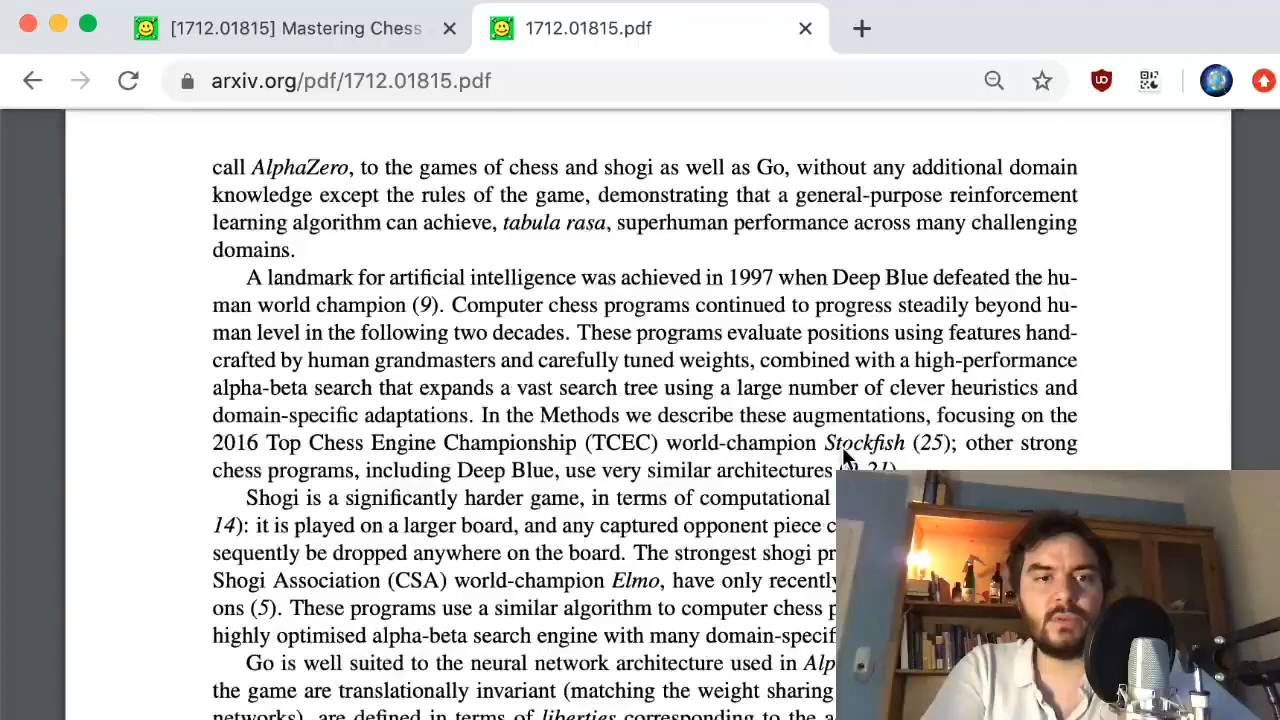 [1712.01815] Mastering Chess
1712.01815.pdf
arxiv.org/pdf/1712.01815.pdf
call AlphaZero, to the games of chess and shogi as well as Go, without any additional domain
knowledge except the rules of the game, demonstrating that a general-purpose reinforcement
learning algorithm can achieve, tabula rasa, superhuman performance across many challenging
domains.
A landmark for artificial intelligence was achieved in 1997 when Deep Blue defeated the hu-
man world champion (9). Computer chess programs continued to progress steadily beyond hu-
man level in the following two decades. These programs evaluate positions using features hand-
crafted by human grandmasters and carefully tuned weights, combined with a high-performance
alpha-beta search that expands a vast search tree using a large number of clever heuristics and
domain-specific adaptations. In the Methods we describe these augmentations, focusing on the
2016 Top Chess Engine Championship (TCEC) world-champion Stockfish (25); other strong
chess programs, including Deep Blue, use very similar architectures
Shogi is a significantly harder game, in terms of computational
14): it is played on a larger board, and any captured opponent piece c
sequently be dropped anywhere on the board. The strongest shogi pr
Shogi Association (CSA) world-champion Elmo, have only recently
ons (5). These programs use a similar algorithm to computer chess p
highly optimised alpha-beta search engine with many domain-specif
Go is well suited to the neural network architecture used in Alp
the game are translationally invariant (matching the weight sharing
networks), are defined in terms of liberties corresponding to the a